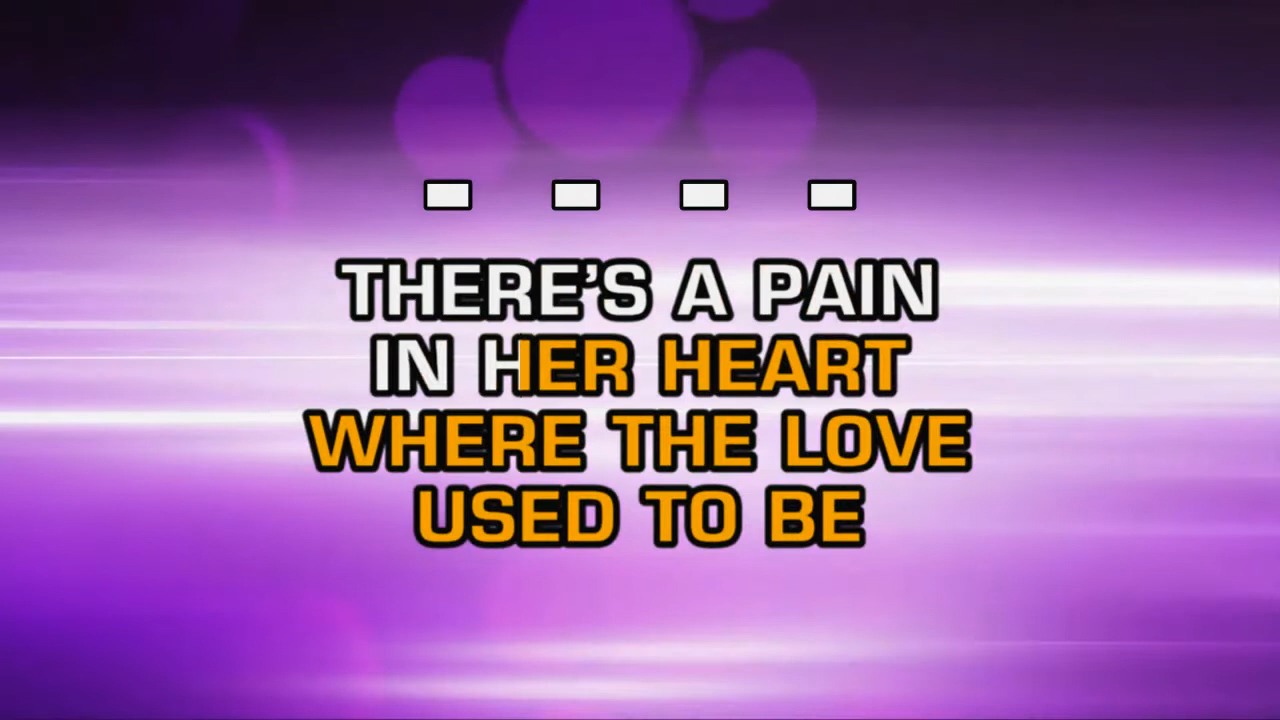 THERE'S A PAIN
IN HER HEART
WHERE THE LOVE
USED TO BE